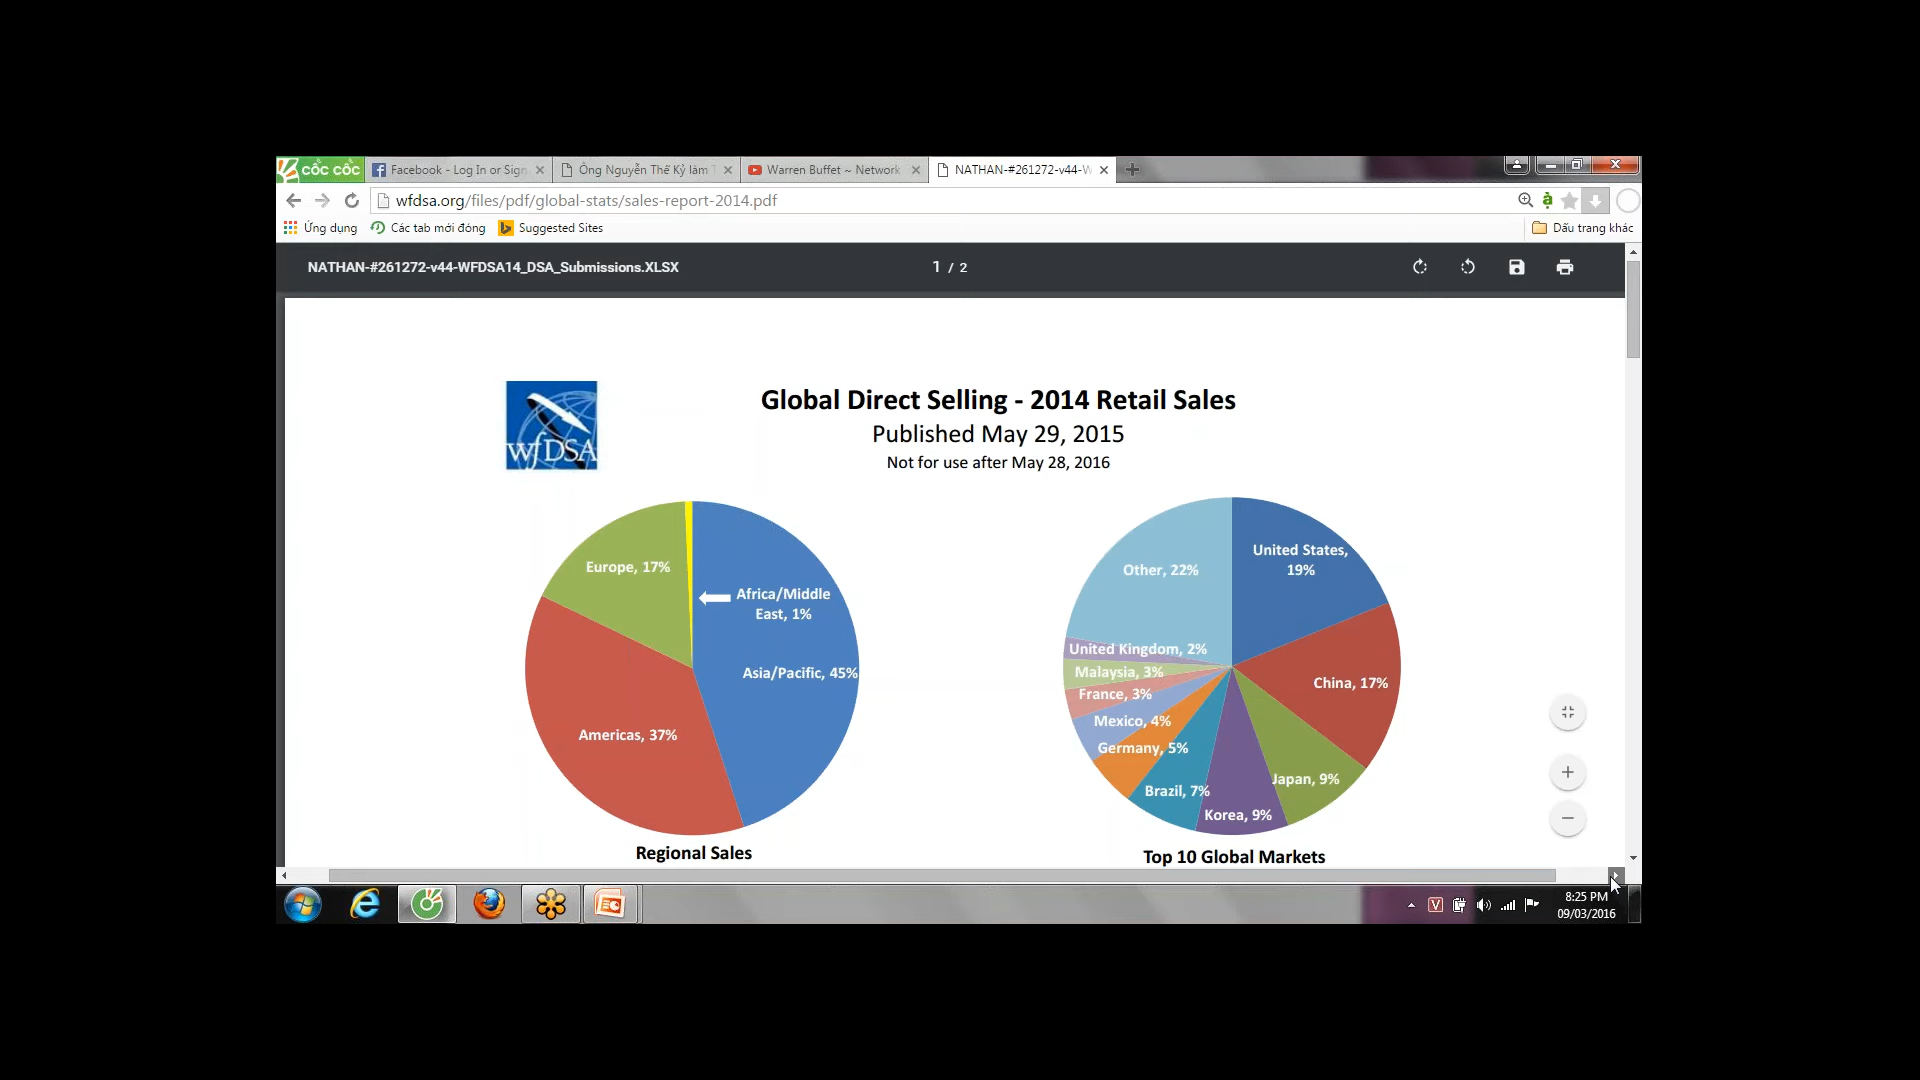 cốc cốc
Facebook - Log In or Sign
Ông Nguyễn Thế Kỷ làm T
Warren Buffet ~ Network
NATHAN-#261272-v44-W
wfdsa.org/files/pdf/global-stats/sales-report-2014.pdf
Ứng dụng
Các tab mới đóng
Suggested Sites
Dấu trang khác
NATHAN-#261272-v44-WFDSA14_DSA_Submissions.XLSX
1 / 2
wfDSA
Global Direct Selling - 2014 Retail Sales
Published May 29, 2015
Not for use after May 28, 2016
Europe, 17%
Africa/Middle
East, 1%
Asia/Pacific, 45%
Americas, 37%
Regional Sales
United States,
19%
Other, 22%
United Kingdom, 2%
Malaysia, 3%
China, 17%
France, 3%
Mexico, 4%
Germany, 5%
Japan, 9%
Brazil, 7%
Korea, 9%
Top 10 Global Markets
8:25 PM
09/03/2016